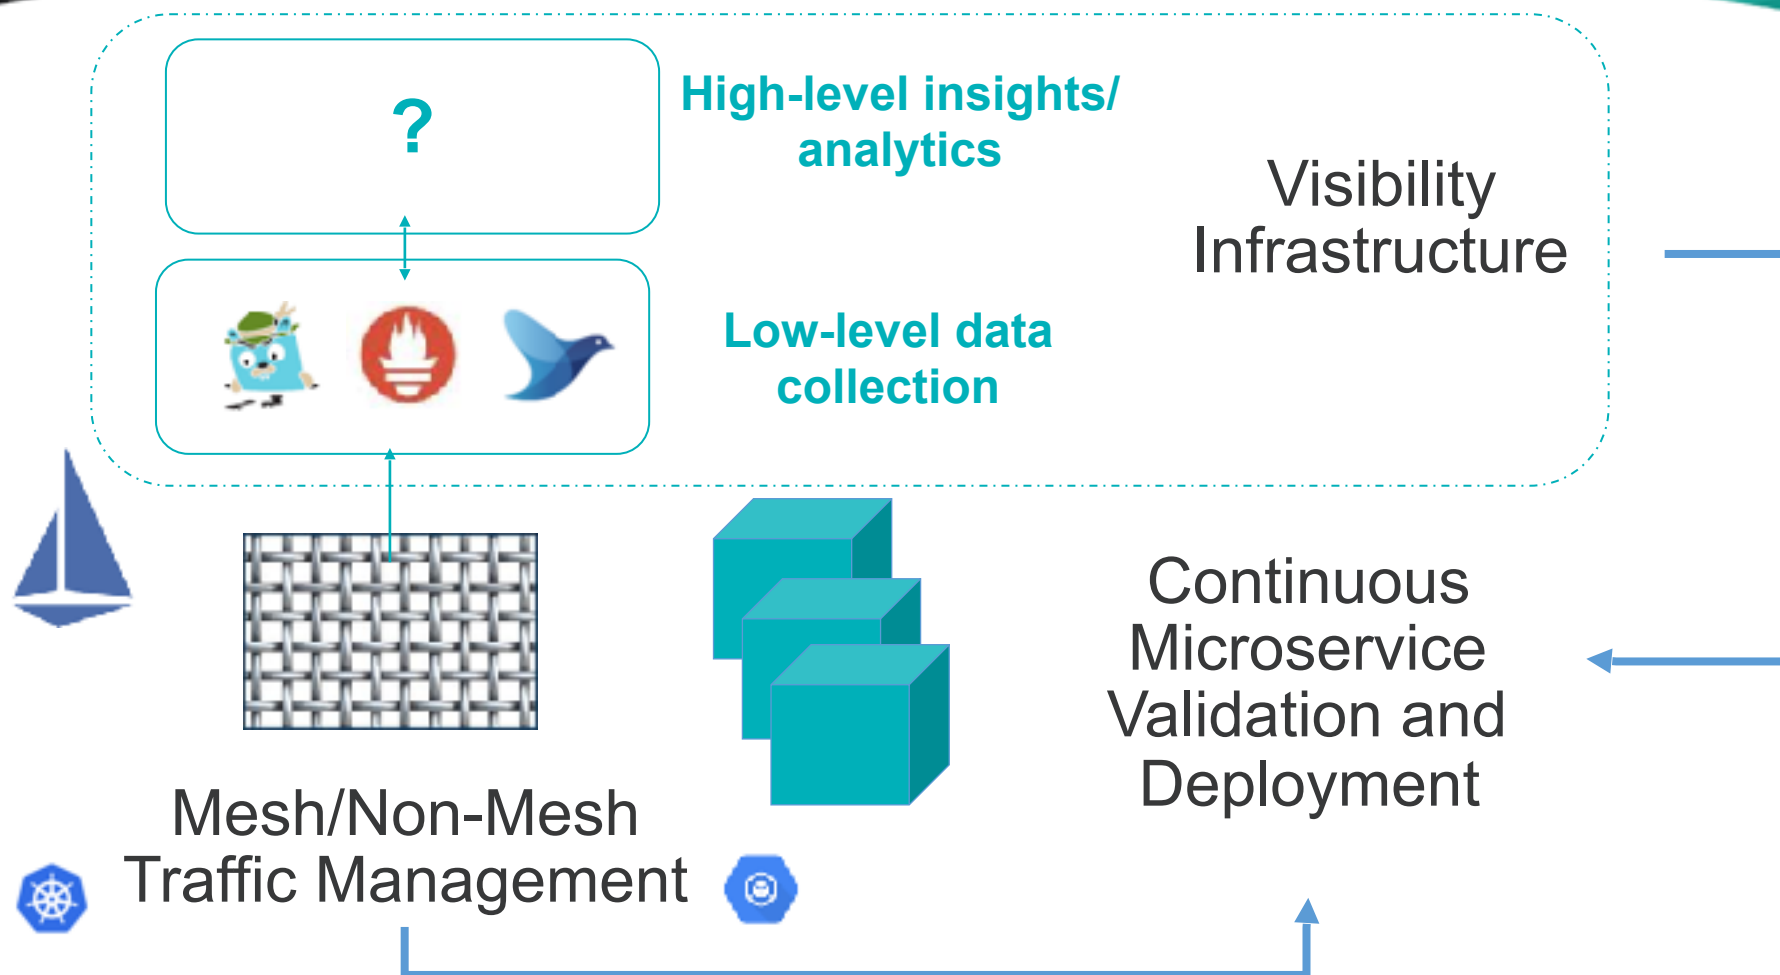 ?
High-level insights/
analytics
Visibility
Infrastructure
Low-level data
collection
Continuous
Microservice
Validation and
Deployment
Mesh/Non-Mesh
Traffic Management